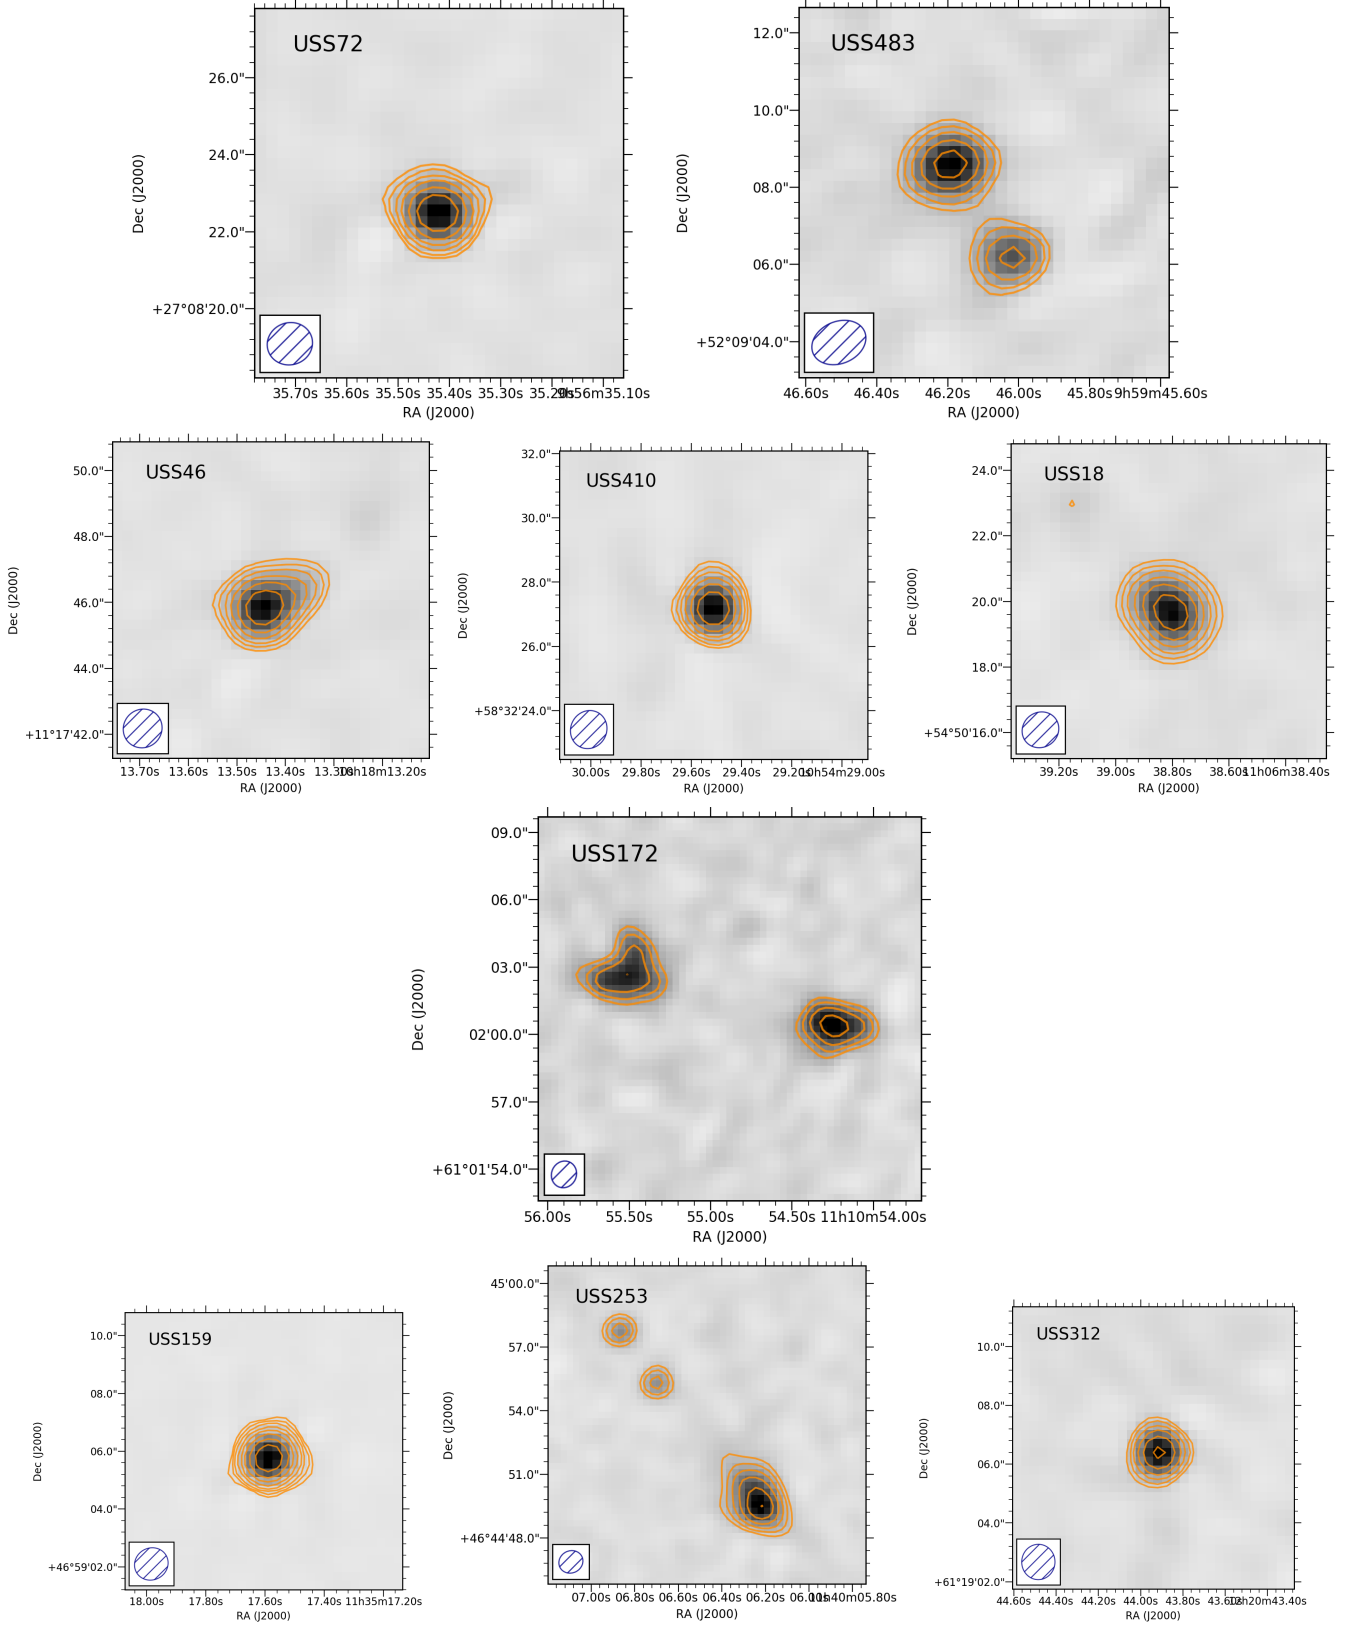 USS72
26.0"
24.0"
22.0"
+27°08'20.0"
Dec (J2000)
35.70s 35.60s 35.50s 35.40s 35.30s 35.20s 9h56m35.10s
RA (J2000)
USS483
12.0"
10.0"
08.0"
06.0"
+52°09'04.0"
Dec (J2000)
46.60s 46.40s 46.20s 46.00s 45.80s 9h59m45.60s
RA (J2000)
USS46
50.0"
48.0"
46.0"
44.0"
+11°17'42.0"
Dec (J2000)
13.70s 13.60s 13.50s 13.40s 13.30s 10h18m13.20s
RA (J2000)
USS410
32.0"
30.0"
28.0"
26.0"
+58°32'24.0"
Dec (J2000)
30.00s 29.80s 29.60s 29.40s 29.20s 10h54m29.00s
RA (J2000)
USS18
24.0"
22.0"
20.0"
18.0"
+54°50'16.0"
Dec (J2000)
39.20s 39.00s 38.80s 38.60s 11h06m38.40s
RA (J2000)
USS172
09.0"
06.0"
03.0"
02'00.0"
57.0"
+61°01'54.0"
Dec (J2000)
56.00s 55.50s 55.00s 54.50s 11h10m54.00s
RA (J2000)
USS159
10.0"
08.0"
06.0"
04.0"
+46°59'02.0"
Dec (J2000)
18.00s 17.80s 17.60s 17.40s 11h35m17.20s
RA (J2000)
USS253
45'00.0"
57.0"
54.0"
51.0"
+46°44'48.0"
Dec (J2000)
07.00s 06.80s 06.60s 06.40s 06.20s 06.00s 11h40m05.80s
RA (J2000)
USS312
10.0"
08.0"
06.0"
04.0"
+61°19'02.0"
Dec (J2000)
44.60s 44.40s 44.20s 44.00s 43.80s 43.60s 12h20m43.40s
RA (J2000)